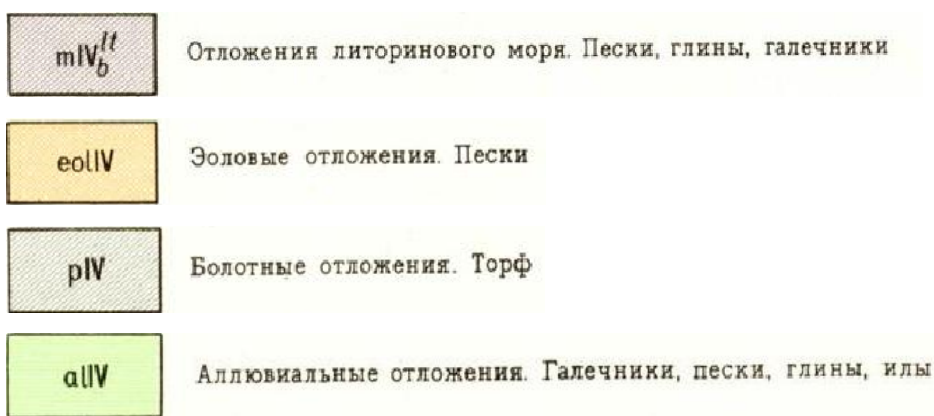 mIV_b^lt Отложения литоринового моря. Пески, глины, галечники
eolIV Эоловые отложения. Пески
pIV Болотные отложения. Торф
alIV Аллювиальные отложения. Галечники, пески, глины, илы